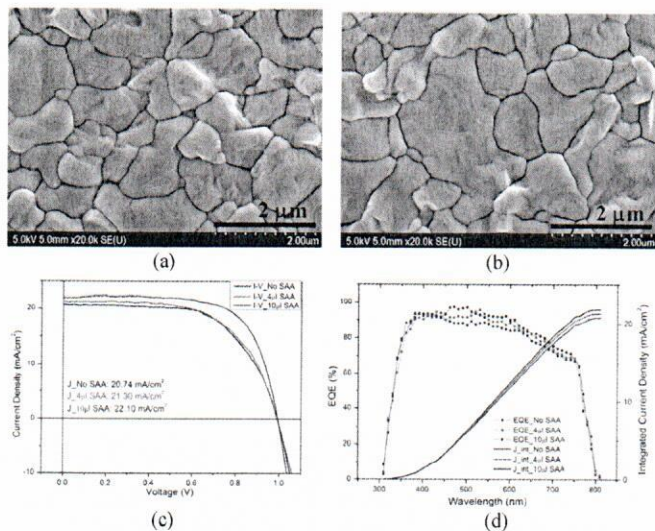 2 μm
2 μm
5.0kV 5.0mm x20.0k SE(U) 2.00um
5.0kV 5.0mm x20.0k SE(U) 2.00um
(a)
(b)
I-V_No SAA
I-V_4μl SAA
I-V_10μl SAA
J_No SAA: 20.74 mA/cm²
J_4μl SAA: 21.30 mA/cm²
J_10μl SAA: 22.10 mA/cm²
Current Density (mA/cm²)
20
10
0
-10
0.0 0.2 0.4 0.6 0.8 1.0
Voltage (V)
(c)
EQE (%)
100
80
60
40
20
0
EQE_No SAA
EQE_4μl SAA
EQE_10μl SAA
J_int_No SAA
J_int_4μl SAA
J_int_10μl SAA
20
10
0
Integrated Current Density (mA/cm²)
300 400 500 600 700 800
Wavelength (nm)
(d)